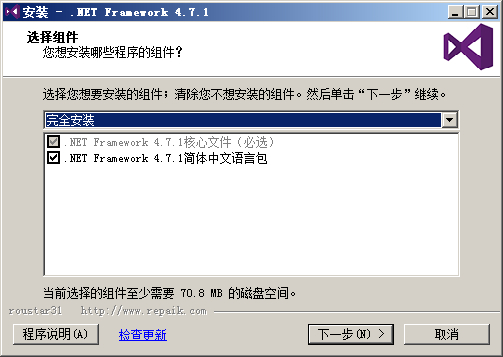 安装 - .NET Framework 4.7.1
选择组件
您想安装哪些程序的组件？
选择您想要安装的组件；清除您不想安装的组件。然后单击“下一步”继续。
完全安装
.NET Framework 4.7.1核心文件（必选）
.NET Framework 4.7.1简体中文语言包
当前选择的组件至少需要 70.8 MB 的磁盘空间。
roustar31 http://www.repaik.com
程序说明(A) 检查更新 下一步(N) > 取消